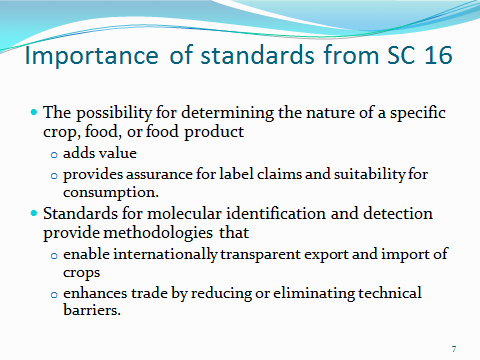 Importance of standards from SC 16
The possibility for determining the nature of a specific
crop, food, or food product
adds value
provides assurance for label claims and suitability for
consumption.
Standards for molecular identification and detection
provide methodologies that
enable internationally transparent export and import of
crops
enhances trade by reducing or eliminating technical
barriers.
7